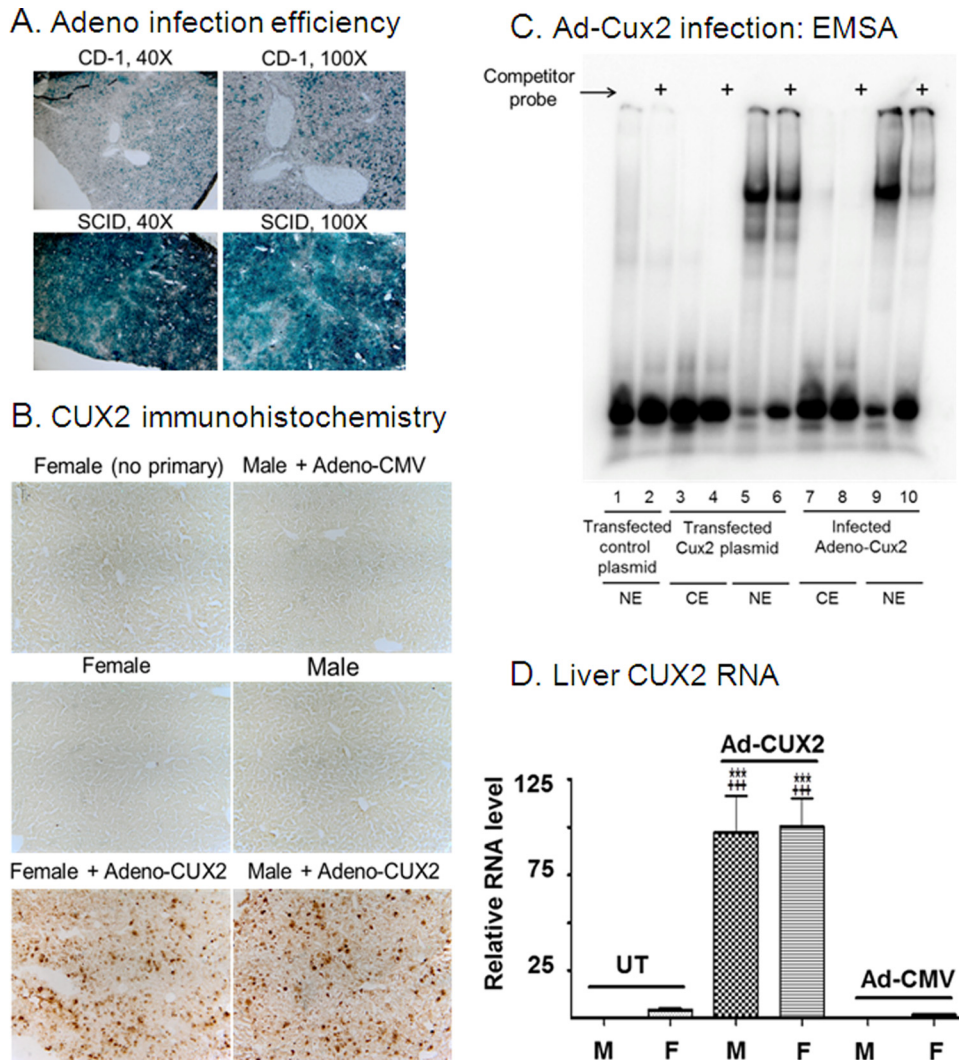 A. Adeno infection efficiency
CD-1, 40X
CD-1, 100X
SCID, 40X
SCID, 100X
B. CUX2 immunohistochemistry
Female (no primary)
Male + Adeno-CMV
Female
Male
Female + Adeno-CUX2
Male + Adeno-CUX2
C. Ad-Cux2 infection: EMSA
Competitor
probe
+ + + + +
1 2 3 4 5 6 7 8 9 10
Transfected
control
plasmid
Transfected
Cux2 plasmid
Infected
Adeno-Cux2
NE CE NE CE NE
D. Liver CUX2 RNA
Relative RNA level
125
75
25
UT
Ad-CUX2
Ad-CMV
*** ***
‡‡‡ ‡‡‡
M F M F M F